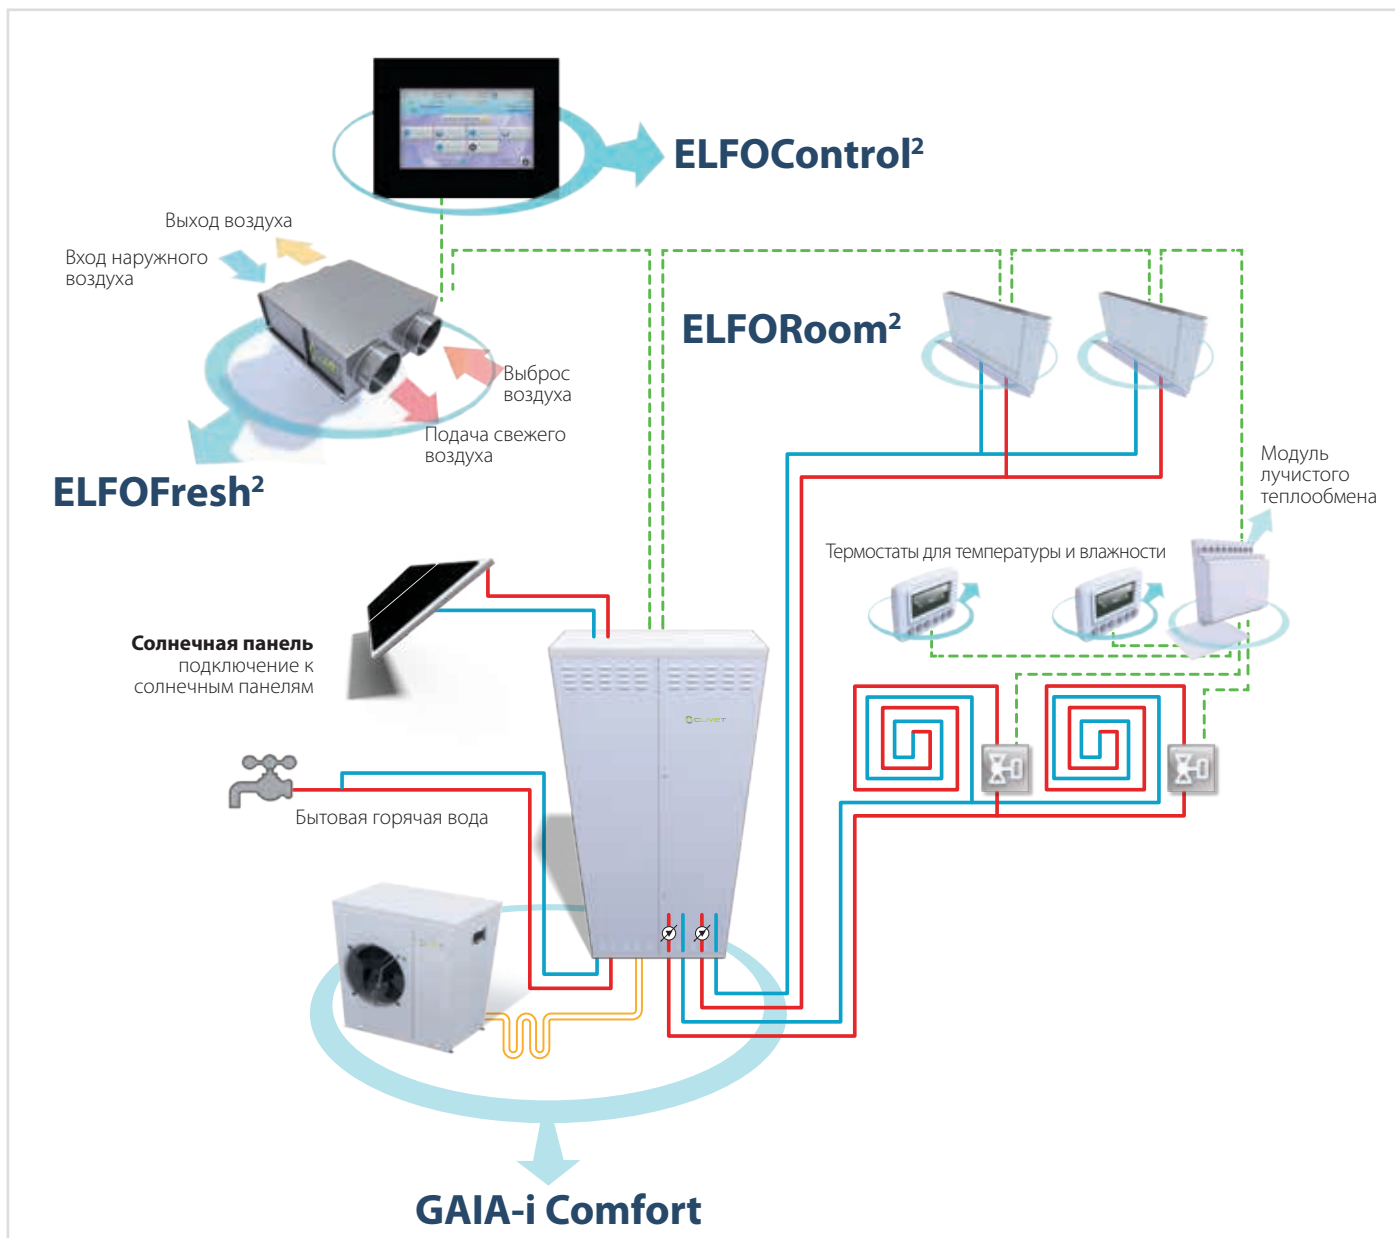 ELFOControl²
Выход воздуха
Вход наружного
воздуха
ELFORoom²
Выброс
воздуха
Подача свежего
воздуха
ELFOFresh²
Модуль
лучистого
теплообмена
Термостаты для температуры и влажности
Солнечная панель
подключение к
солнечным панелям
CLIVET
Бытовая горячая вода
GAIA-i Comfort